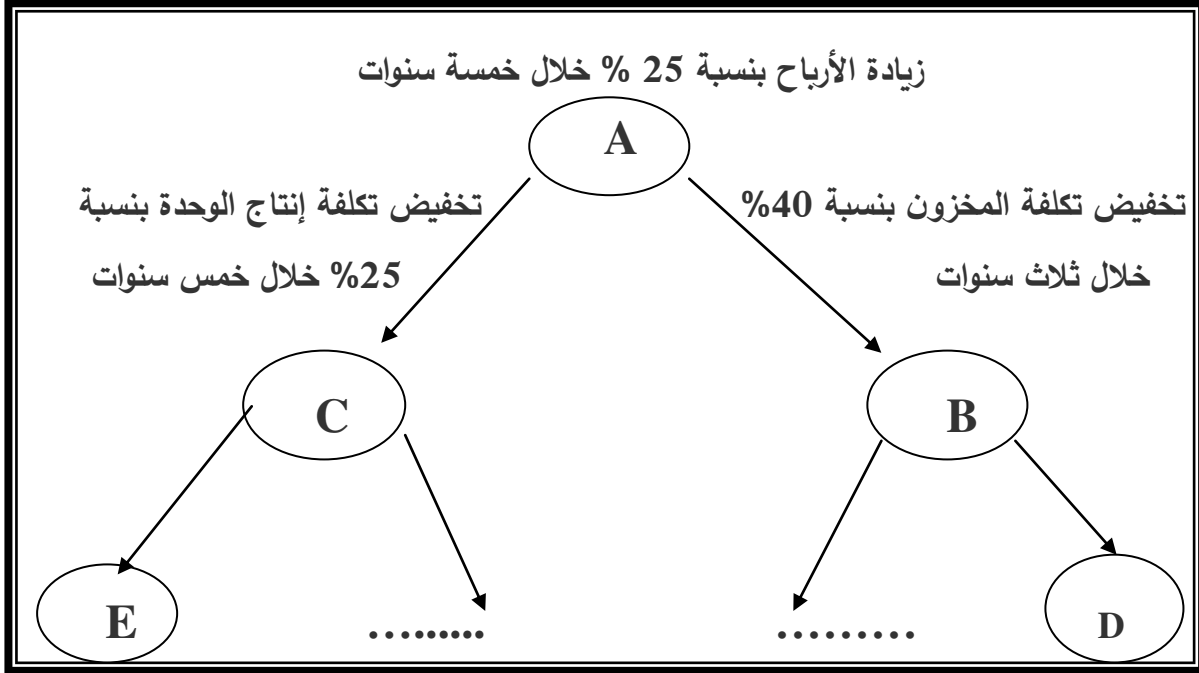 زيادة الأرباح بنسبة 25 % خلال خمسة سنوات
A
تخفيض تكلفة المخزون بنسبة 40%
خلال ثلاث سنوات
تخفيض تكلفة إنتاج الوحدة بنسبة
25% خلال خمس سنوات
B
C
D
.........
.........
E